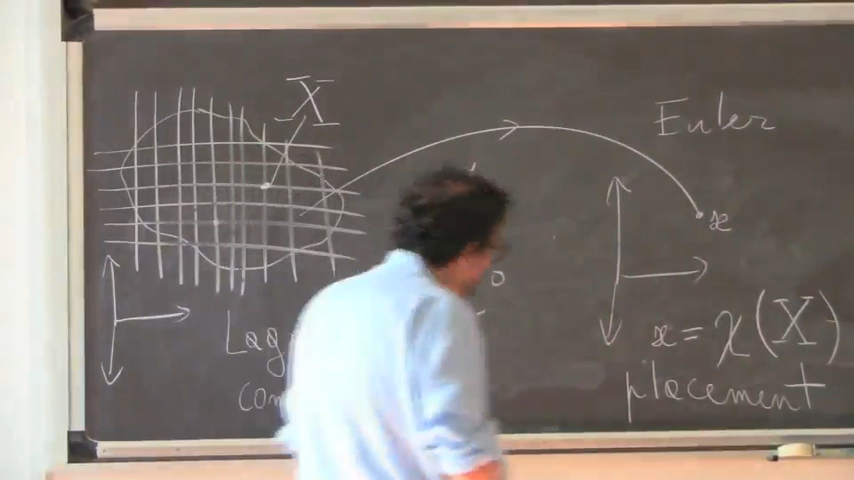 X
Euler
x
x = χ(X)
placement